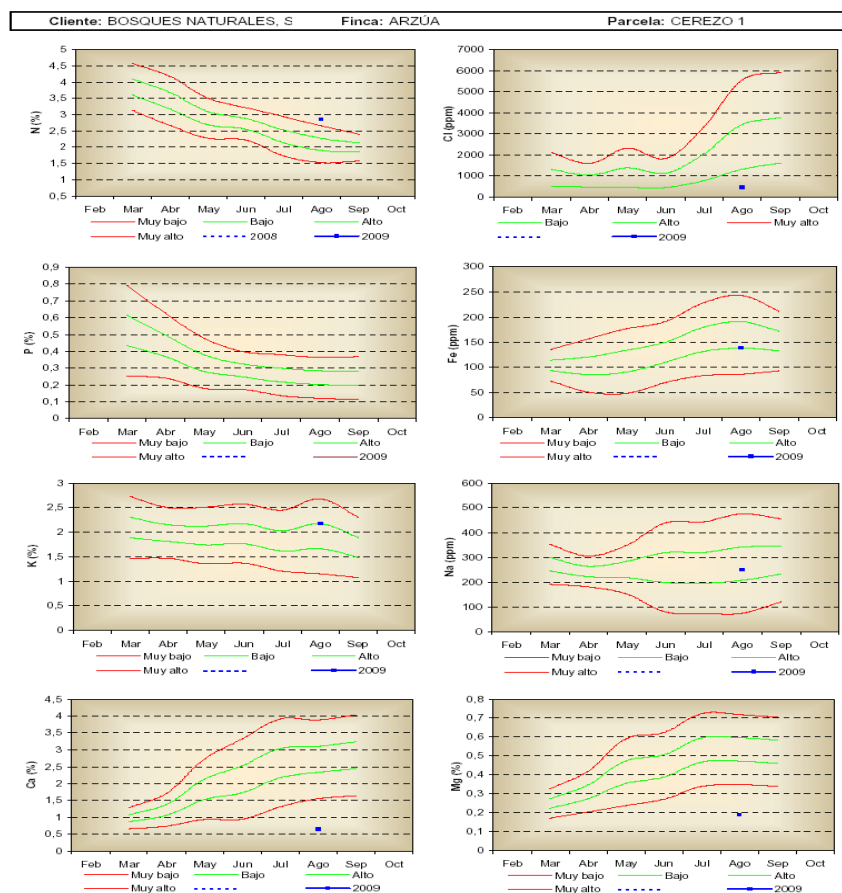 Cliente: BOSQUES NATURALES, S Finca: ARZÚA Parcela: CEREZO 1
5
4,5
4
3,5
3
2,5
2
1,5
1
0,5
N (%)
Feb Mar Abr May Jun Jul Ago Sep Oct
Muy bajo Bajo Alto
Muy alto 2008 2009
7000
6000
5000
4000
3000
2000
1000
0
Cl (ppm)
Feb Mar Abr May Jun Jul Ago Sep Oct
Bajo Alto Muy alto
2009
0,9
0,8
0,7
0,6
0,5
0,4
0,3
0,2
0,1
0
P (%)
Feb Mar Abr May Jun Jul Ago Sep Oct
Muy bajo Bajo Alto
Muy alto 2009
300
250
200
150
100
50
0
Fe (ppm)
Feb Mar Abr May Jun Jul Ago Sep Oct
Muy bajo Bajo Alto
Muy alto 2009
3
2,5
2
1,5
1
0,5
0
K (%)
Feb Mar Abr May Jun Jul Ago Sep Oct
Muy bajo Bajo Alto
Muy alto 2009
600
500
400
300
200
100
0
Na (ppm)
Feb Mar Abr May Jun Jul Ago Sep Oct
Muy bajo Bajo Alto
Muy alto 2009
4,5
4
3,5
3
2,5
2
1,5
1
0,5
0
Ca (%)
Feb Mar Abr May Jun Jul Ago Sep Oct
Muy bajo Bajo Alto
Muy alto 2009
0,8
0,7
0,6
0,5
0,4
0,3
0,2
0,1
0
Mg (%)
Feb Mar Abr May Jun Jul Ago Sep Oct
Muy bajo Bajo Alto
Muy alto 2009